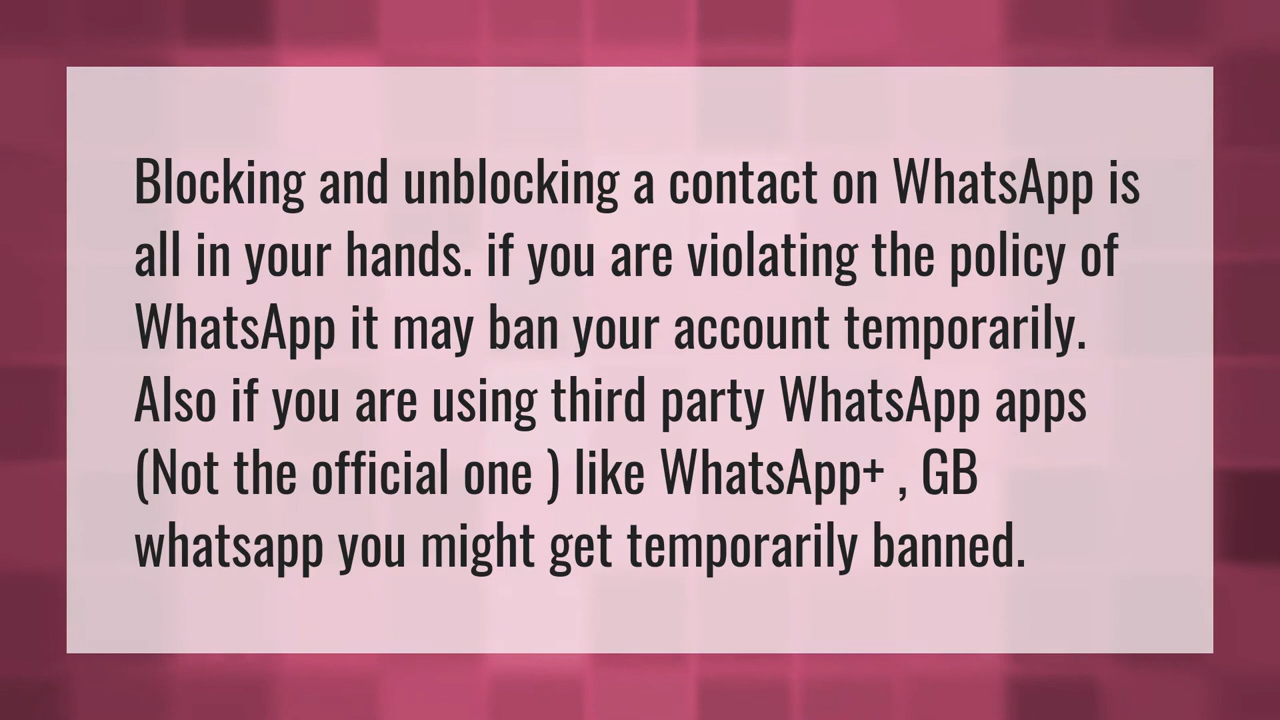 Blocking and unblocking a contact on WhatsApp is
all in your hands. if you are violating the policy of
WhatsApp it may ban your account temporarily.
Also if you are using third party WhatsApp apps
(Not the official one ) like WhatsApp+ , GB
whatsapp you might get temporarily banned.